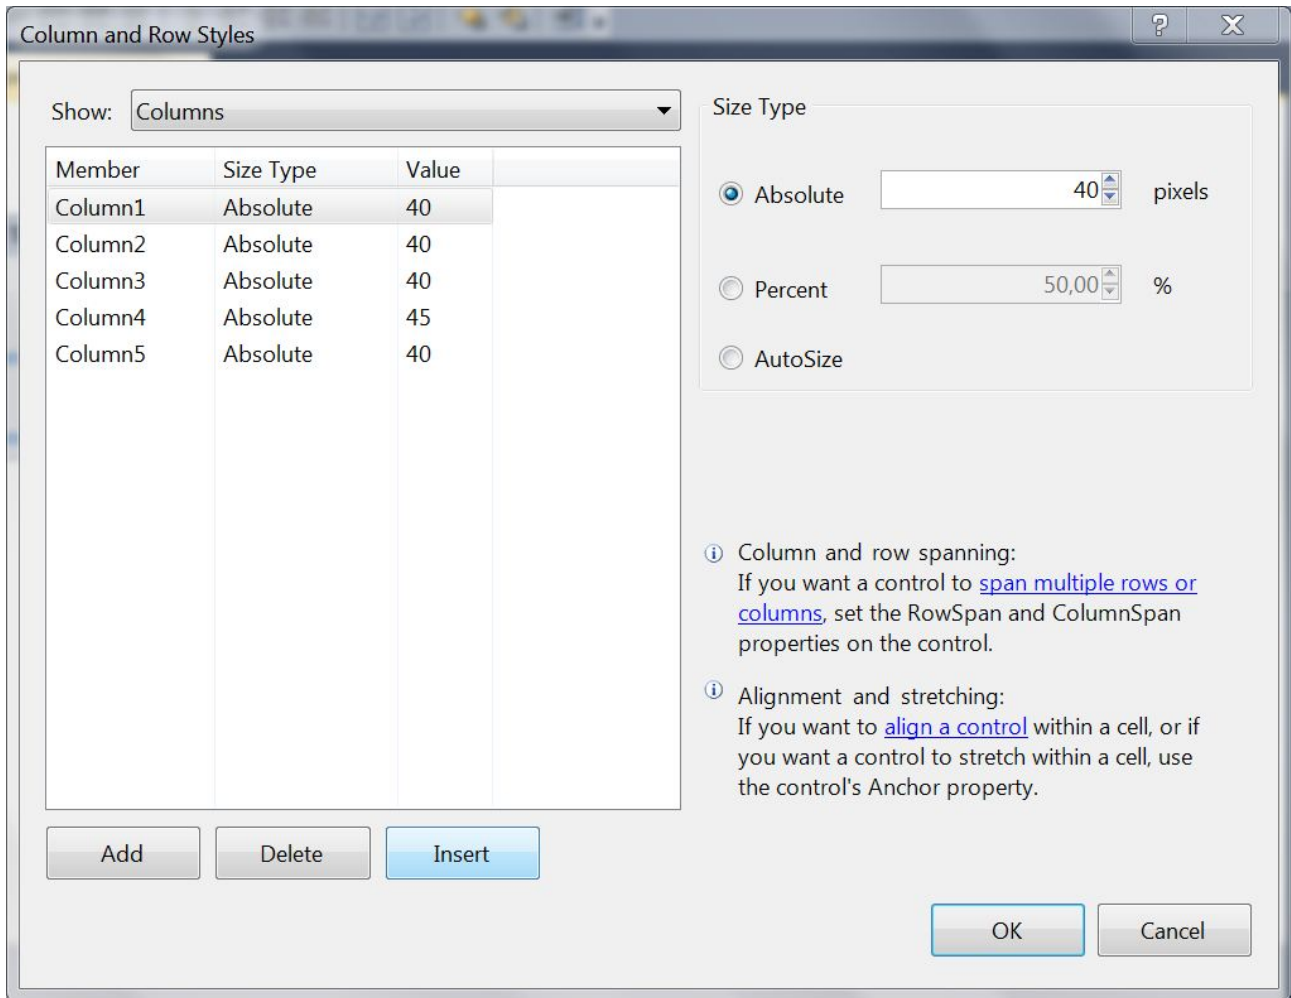 Column and Row Styles
Show: Columns
Member Size Type Value
Column1 Absolute 40
Column2 Absolute 40
Column3 Absolute 40
Column4 Absolute 45
Column5 Absolute 40
Add Delete Insert
Size Type
Absolute 40 pixels
Percent 50,00 %
AutoSize
Column and row spanning:
If you want a control to span multiple rows or
columns, set the RowSpan and ColumnSpan
properties on the control.
Alignment and stretching:
If you want to align a control within a cell, or if
you want a control to stretch within a cell, use
the control's Anchor property.
OK Cancel